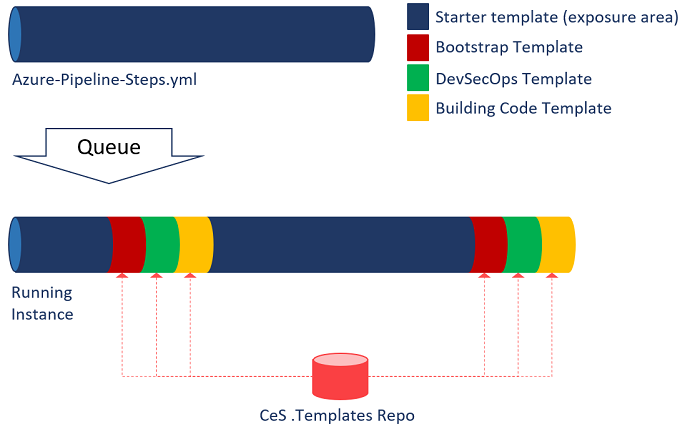 Starter template (exposure area)
Bootstrap Template
DevSecOps Template
Building Code Template
Azure-Pipeline-Steps.yml
Queue
Running
Instance
CeS .Templates Repo